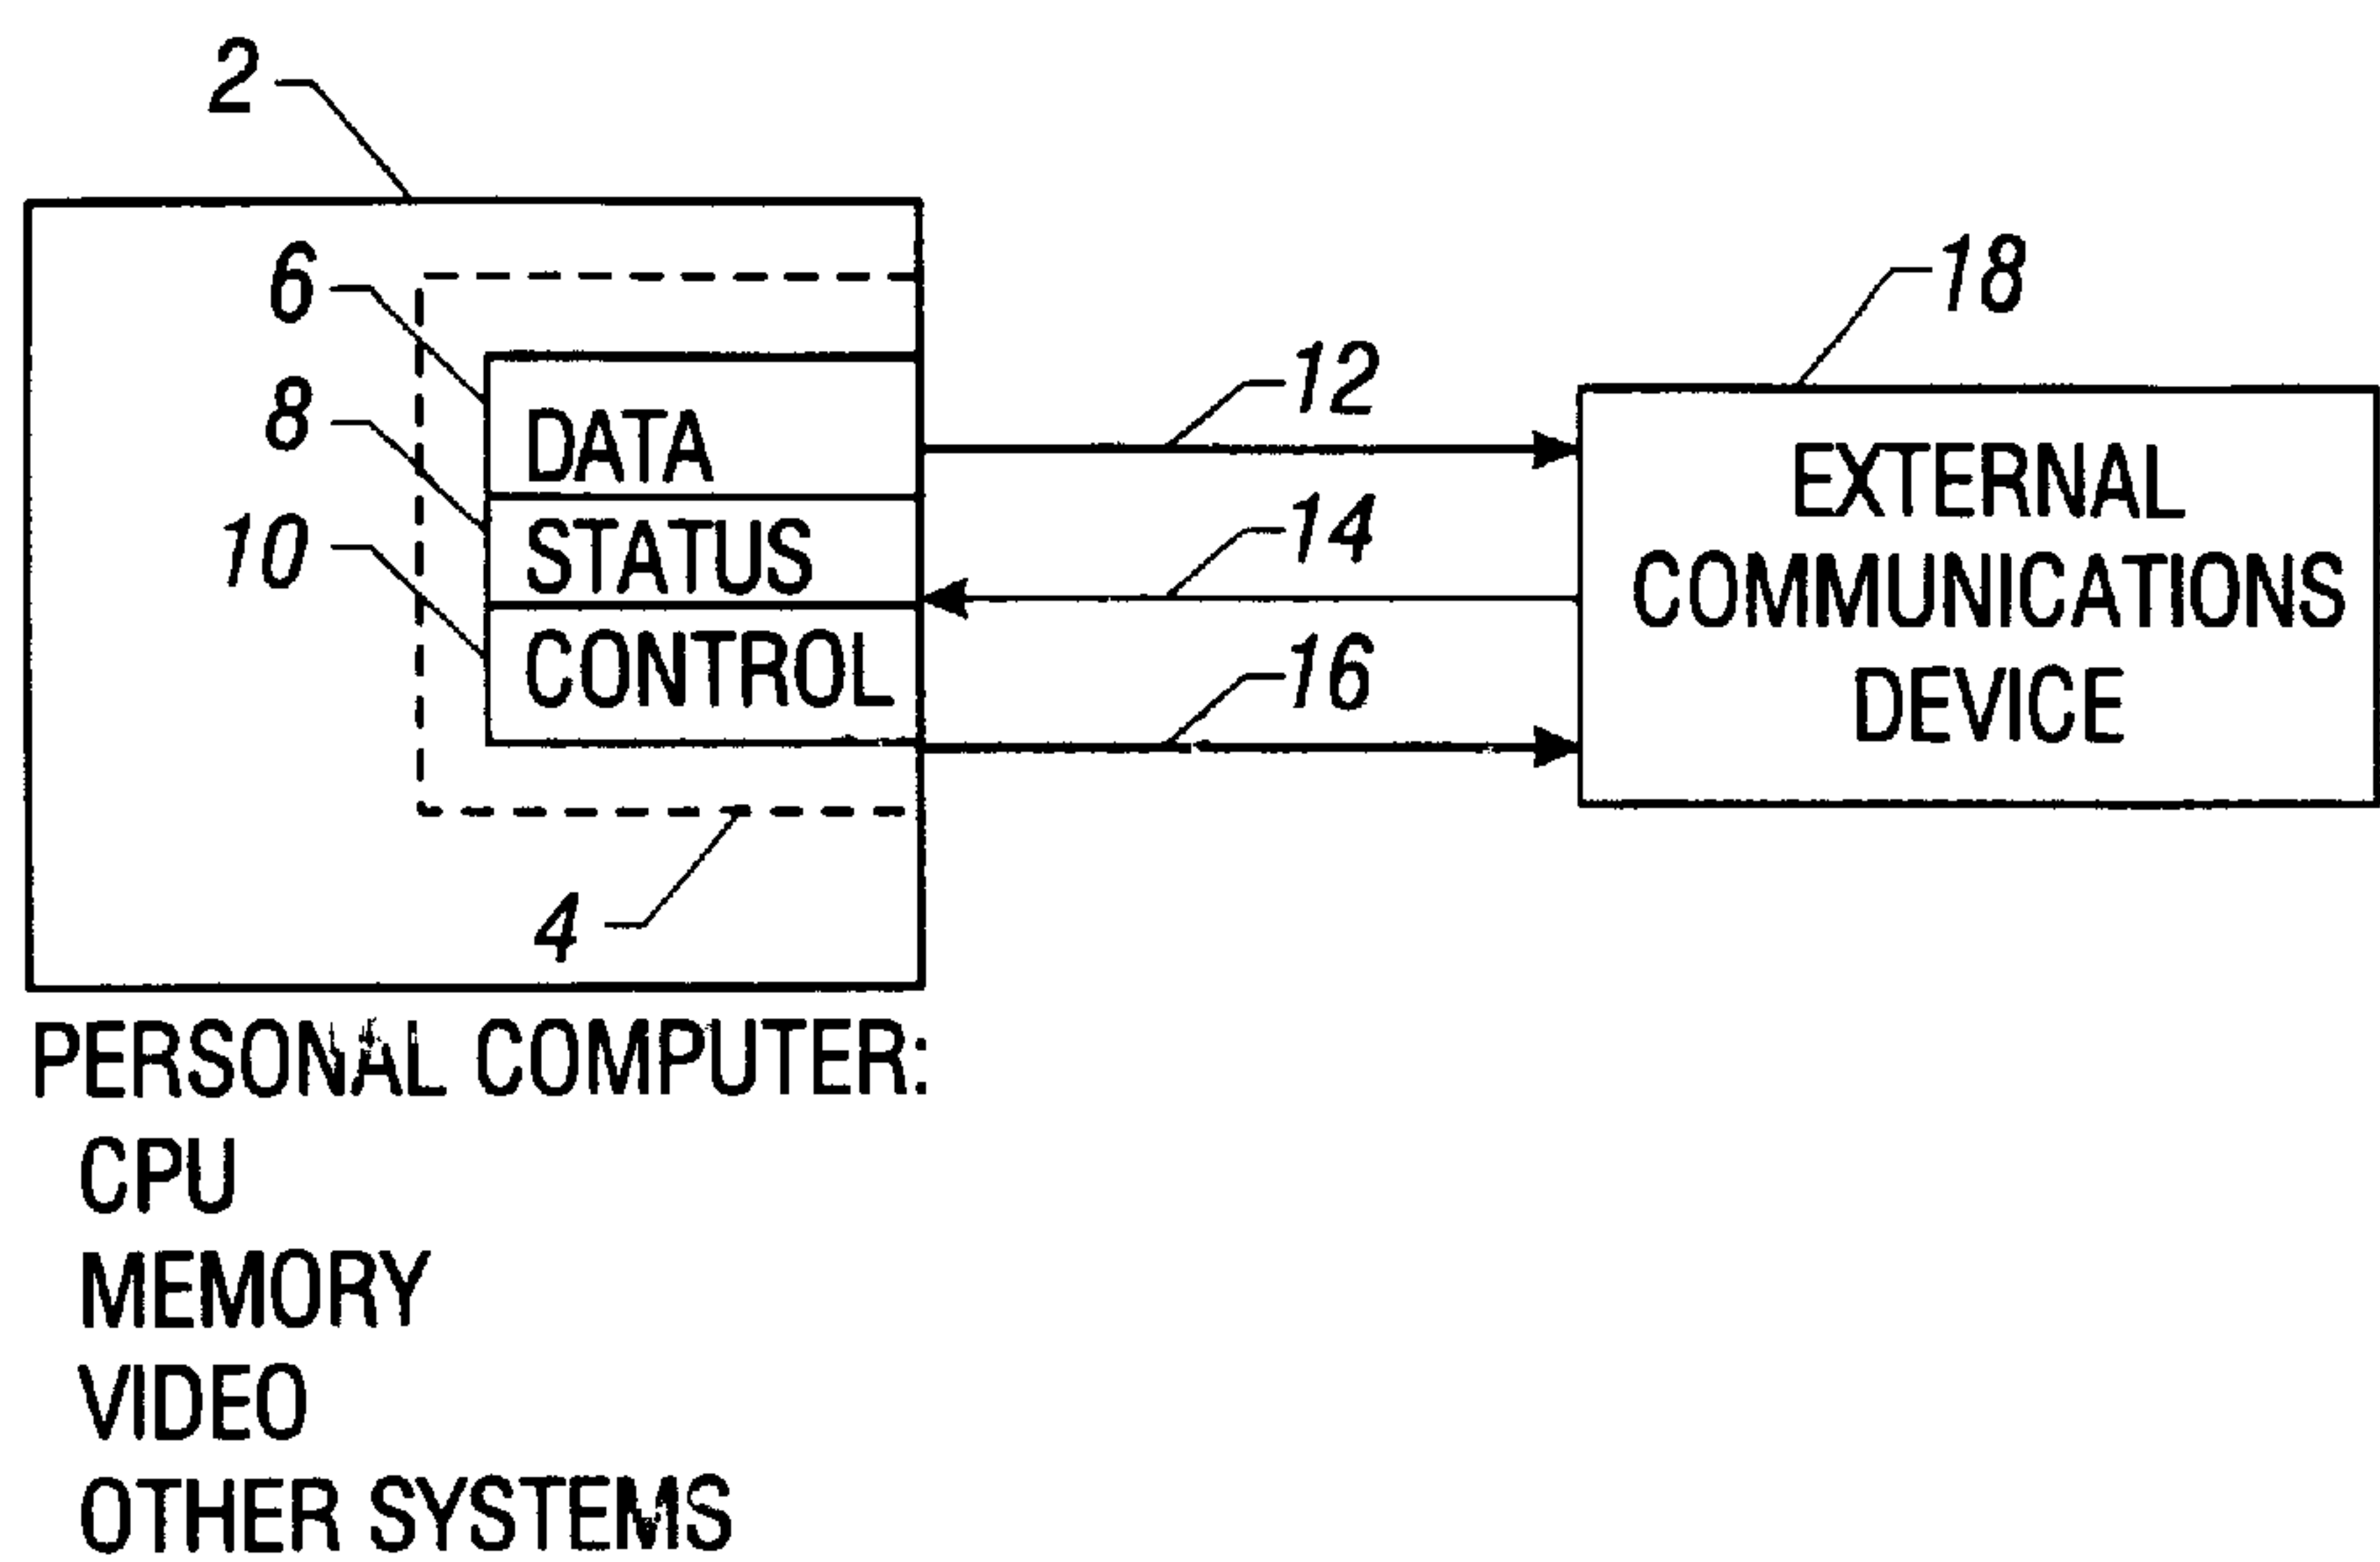 2
6
8
10
DATA
STATUS
CONTROL
4
12
14
16
18
EXTERNAL
COMMUNICATIONS
DEVICE
PERSONAL COMPUTER:
CPU
MEMORY
VIDEO
OTHER SYSTEMS